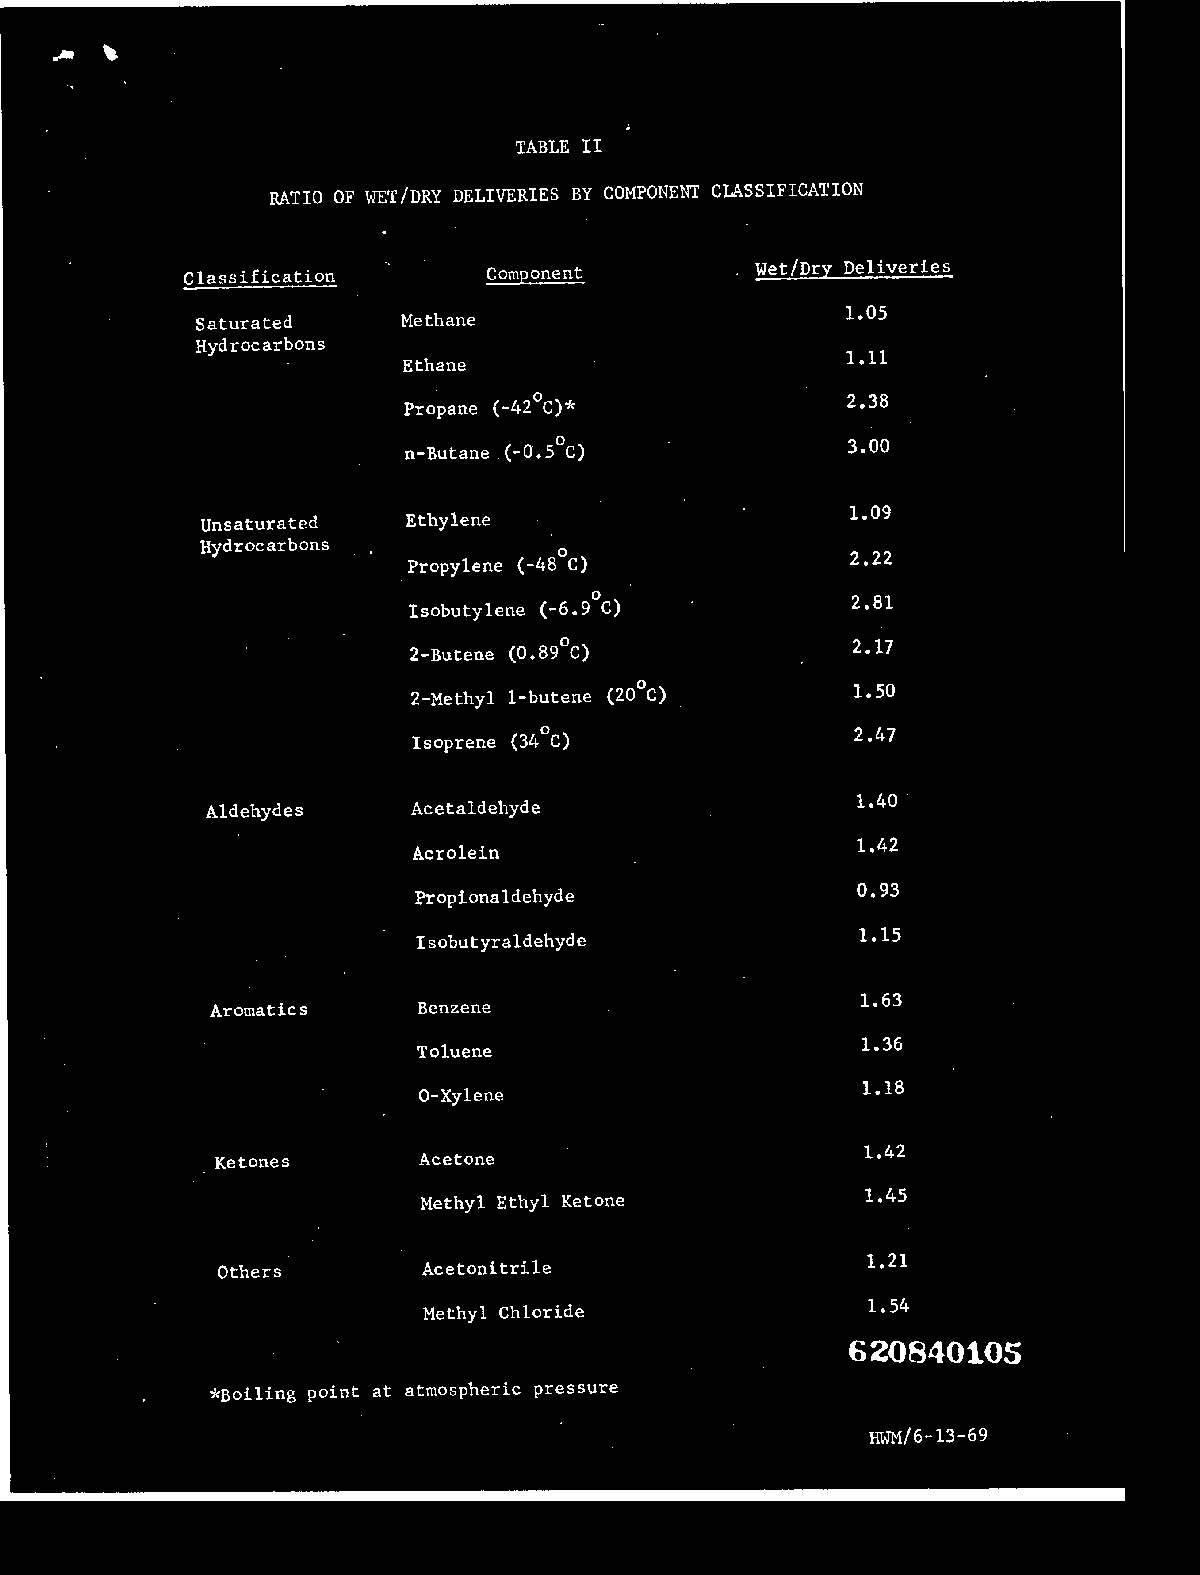 TABLE II
RATIO OF WET/DRY DELIVERIES BY COMPONENT CLASSIFICATION
Classification Component Wet/Dry Deliveries
Saturated Methane 1.05
Hydrocarbons
Ethane 1.11
Propane (-42°C)* 2.38
n-Butane (-0.5°C) 3.00
Unsaturated Ethylene 1.09
Hydrocarbons
Propylene (-48°C) 2.22
Isobutylene (-6.9°C) 2.81
2-Butene (0.89°C) 2.17
2-Methyl 1-butene (20°C) 1.50
Isoprene (34°C) 2.47
Aldehydes Acetaldehyde 1.40
Acrolein 1.42
Propionaldehyde 0.93
Isobutyraldehyde 1.15
Aromatics Benzene 1.63
Toluene 1.36
O-Xylene 1.18
Ketones Acetone 1.42
Methyl Ethyl Ketone 1.45
Others Acetonitrile 1.21
Methyl Chloride 1.54
620840105
*Boiling point at atmospheric pressure
HWM/6-13-69